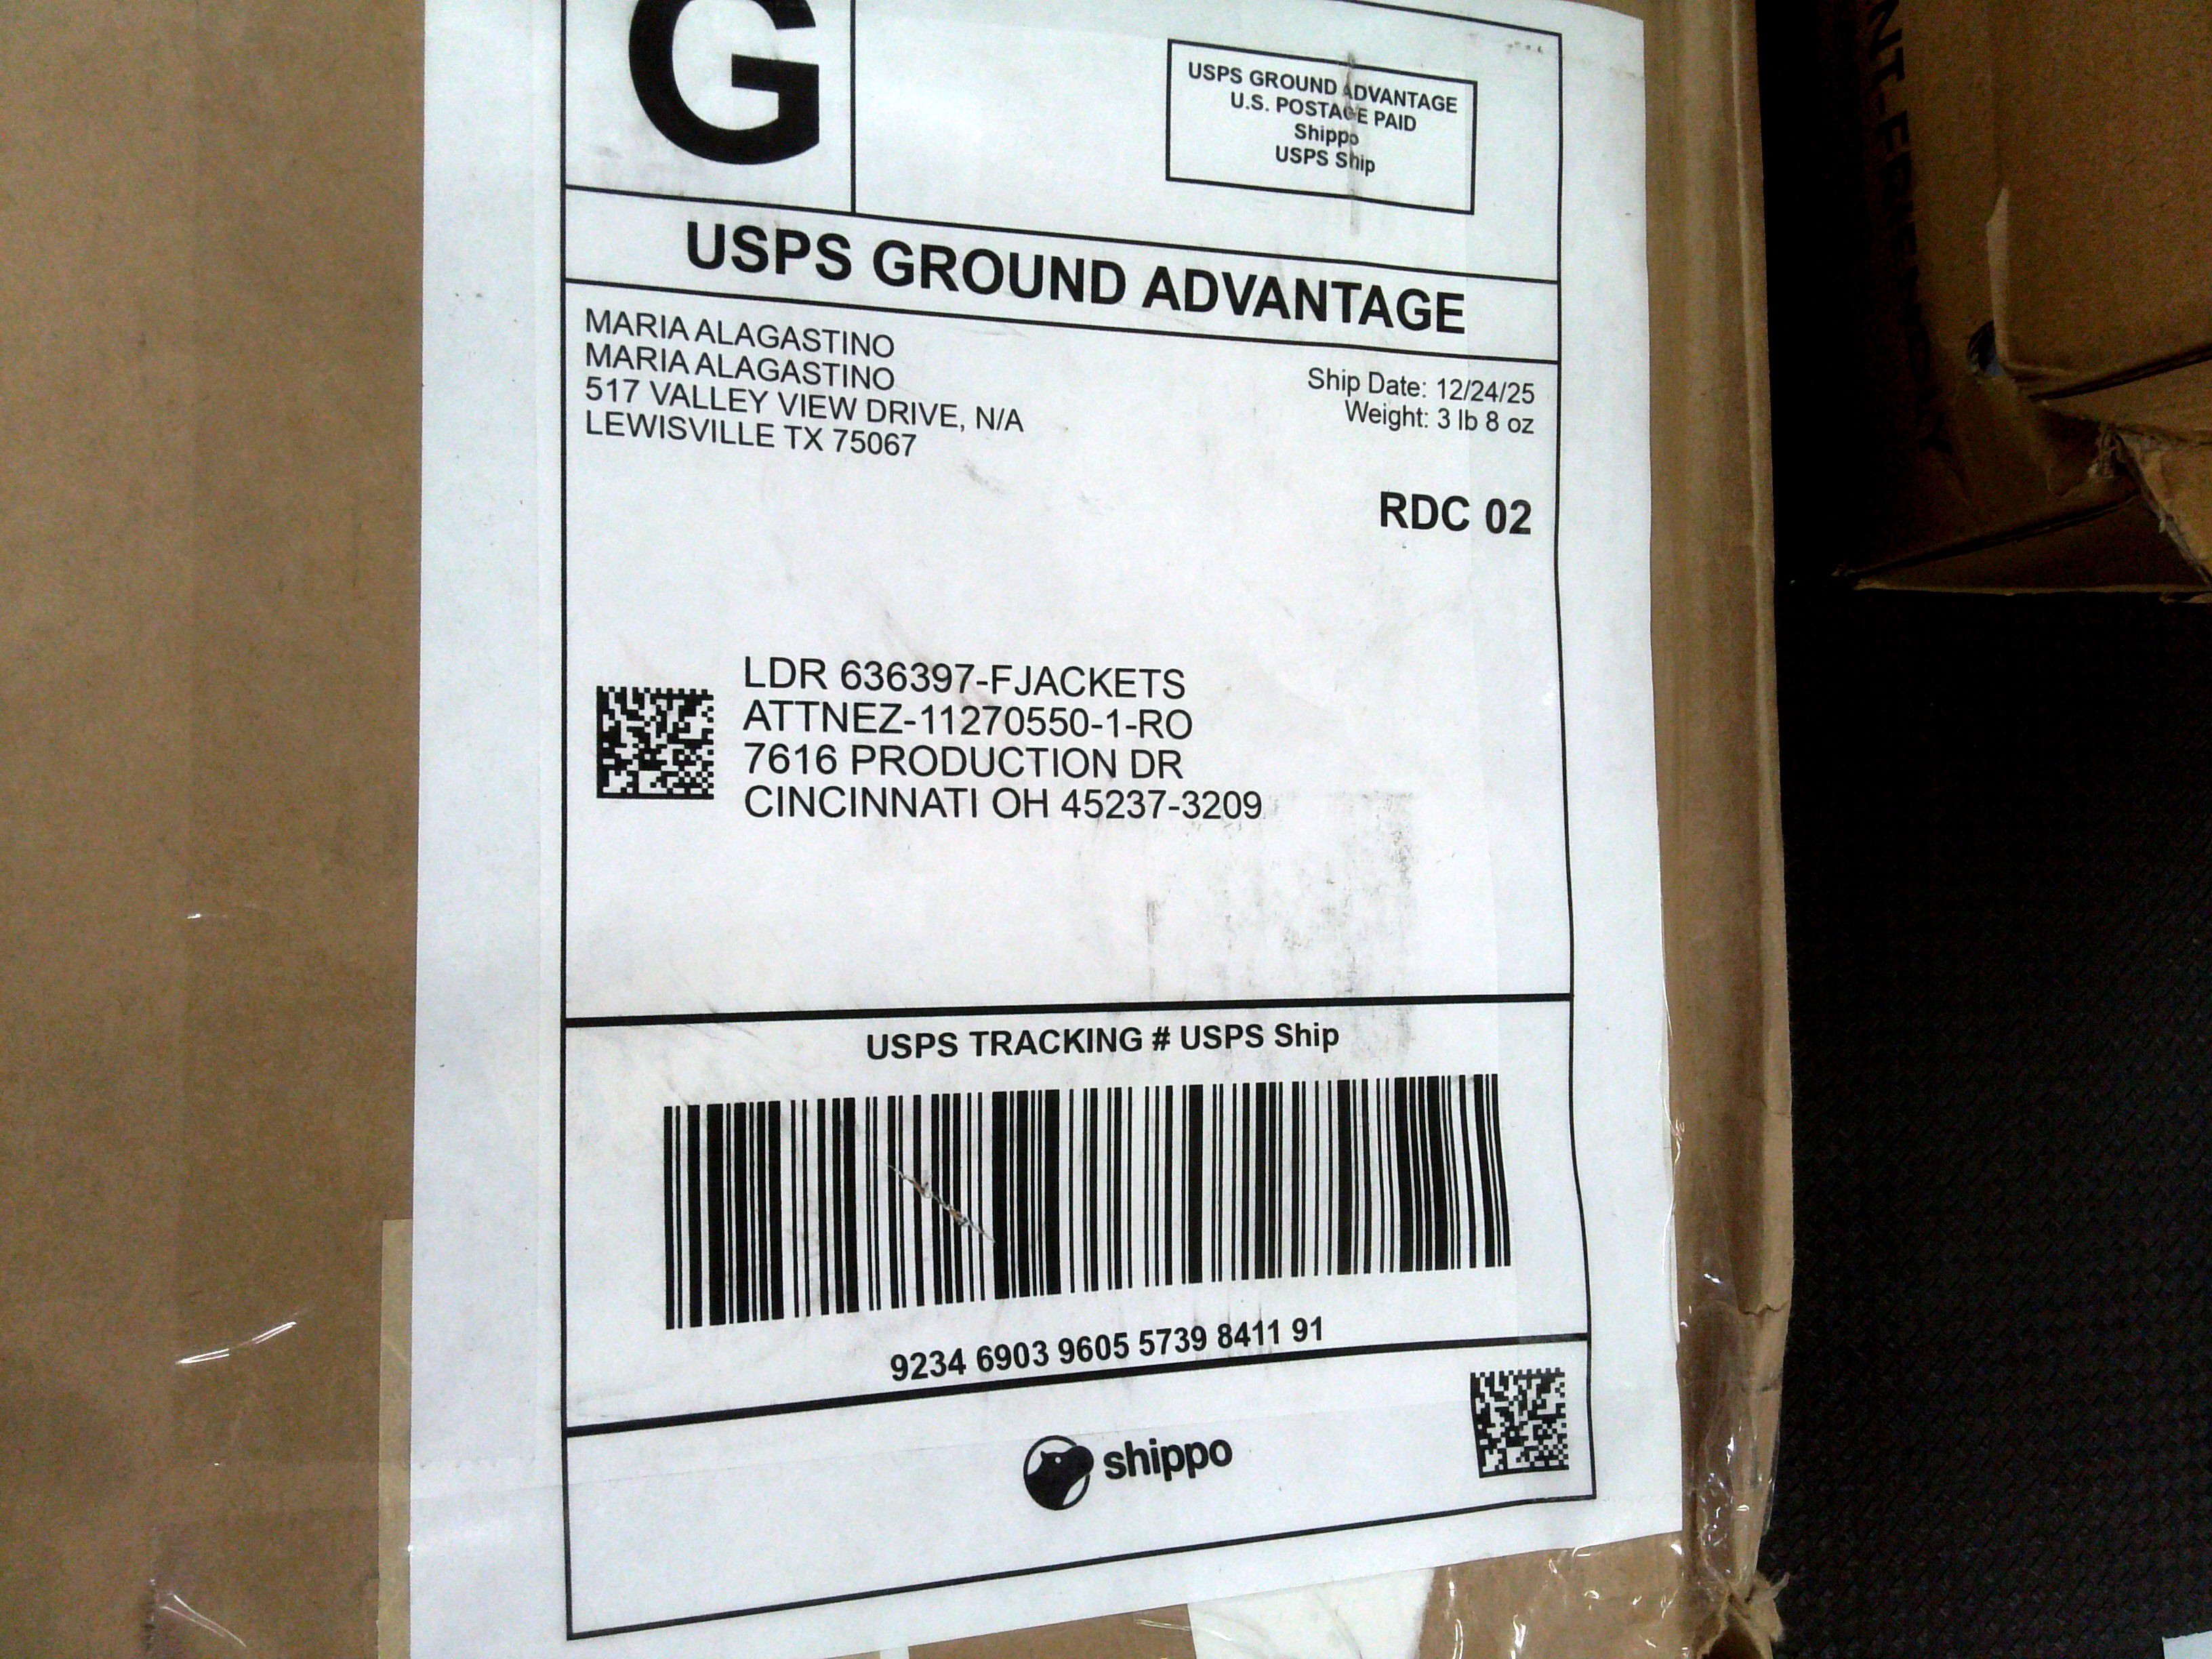 G
USPS GROUND ADVANTAGE
U.S. POSTAGE PAID
Shippo
USPS Ship
USPS GROUND ADVANTAGE
MARIA ALAGASTINO
MARIA ALAGASTINO
517 VALLEY VIEW DRIVE, N/A
LEWISVILLE TX 75067
Ship Date: 12/24/25
Weight: 3 lb 8 oz
RDC 02
LDR 636397-FJACKETS
ATTNEZ-11270550-1-RO
7616 PRODUCTION DR
CINCINNATI OH 45237-3209
USPS TRACKING # USPS Ship
9234 6903 9605 5739 8411 91
shippo